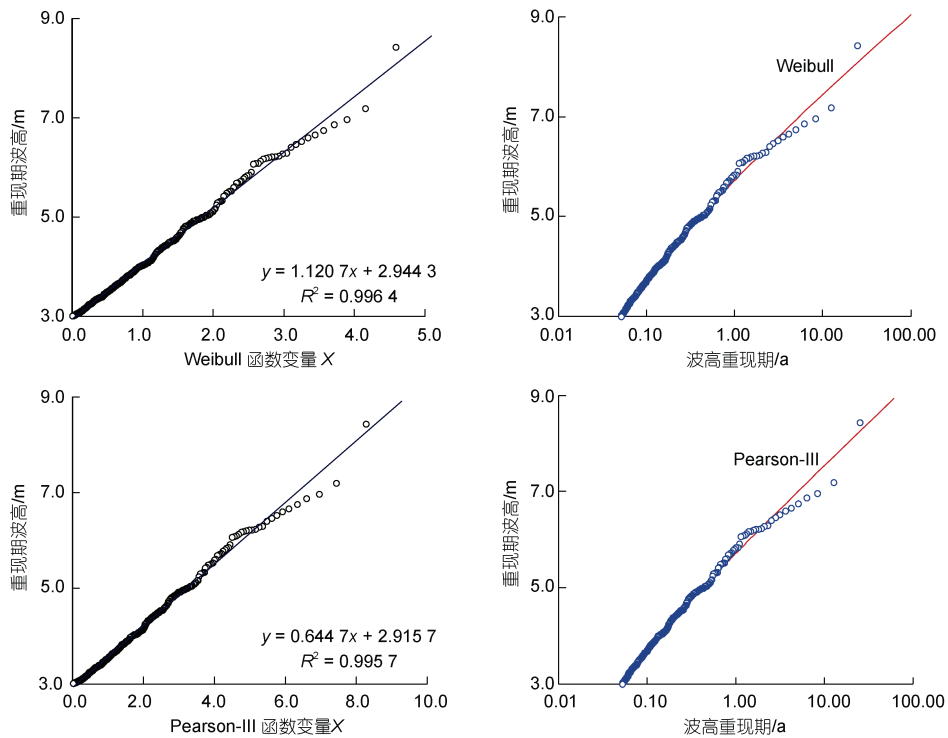 9.0
7.0
5.0
3.0
重现期波高/m
y = 1.120 7x + 2.944 3
R² = 0.996 4
0.0 1.0 2.0 3.0 4.0 5.0
Weibull 函数变量 X
9.0
7.0
5.0
3.0
重现期波高/m
Weibull
0.01 0.10 1.00 10.00 100.00
波高重现期/a
9.0
7.0
5.0
3.0
重现期波高/m
y = 0.644 7x + 2.915 7
R² = 0.995 7
0.0 2.0 4.0 6.0 8.0 10.0
Pearson-III 函数变量X
9.0
7.0
5.0
3.0
重现期波高/m
Pearson-III
0.01 0.10 1.00 10.00 100.00
波高重现期/a